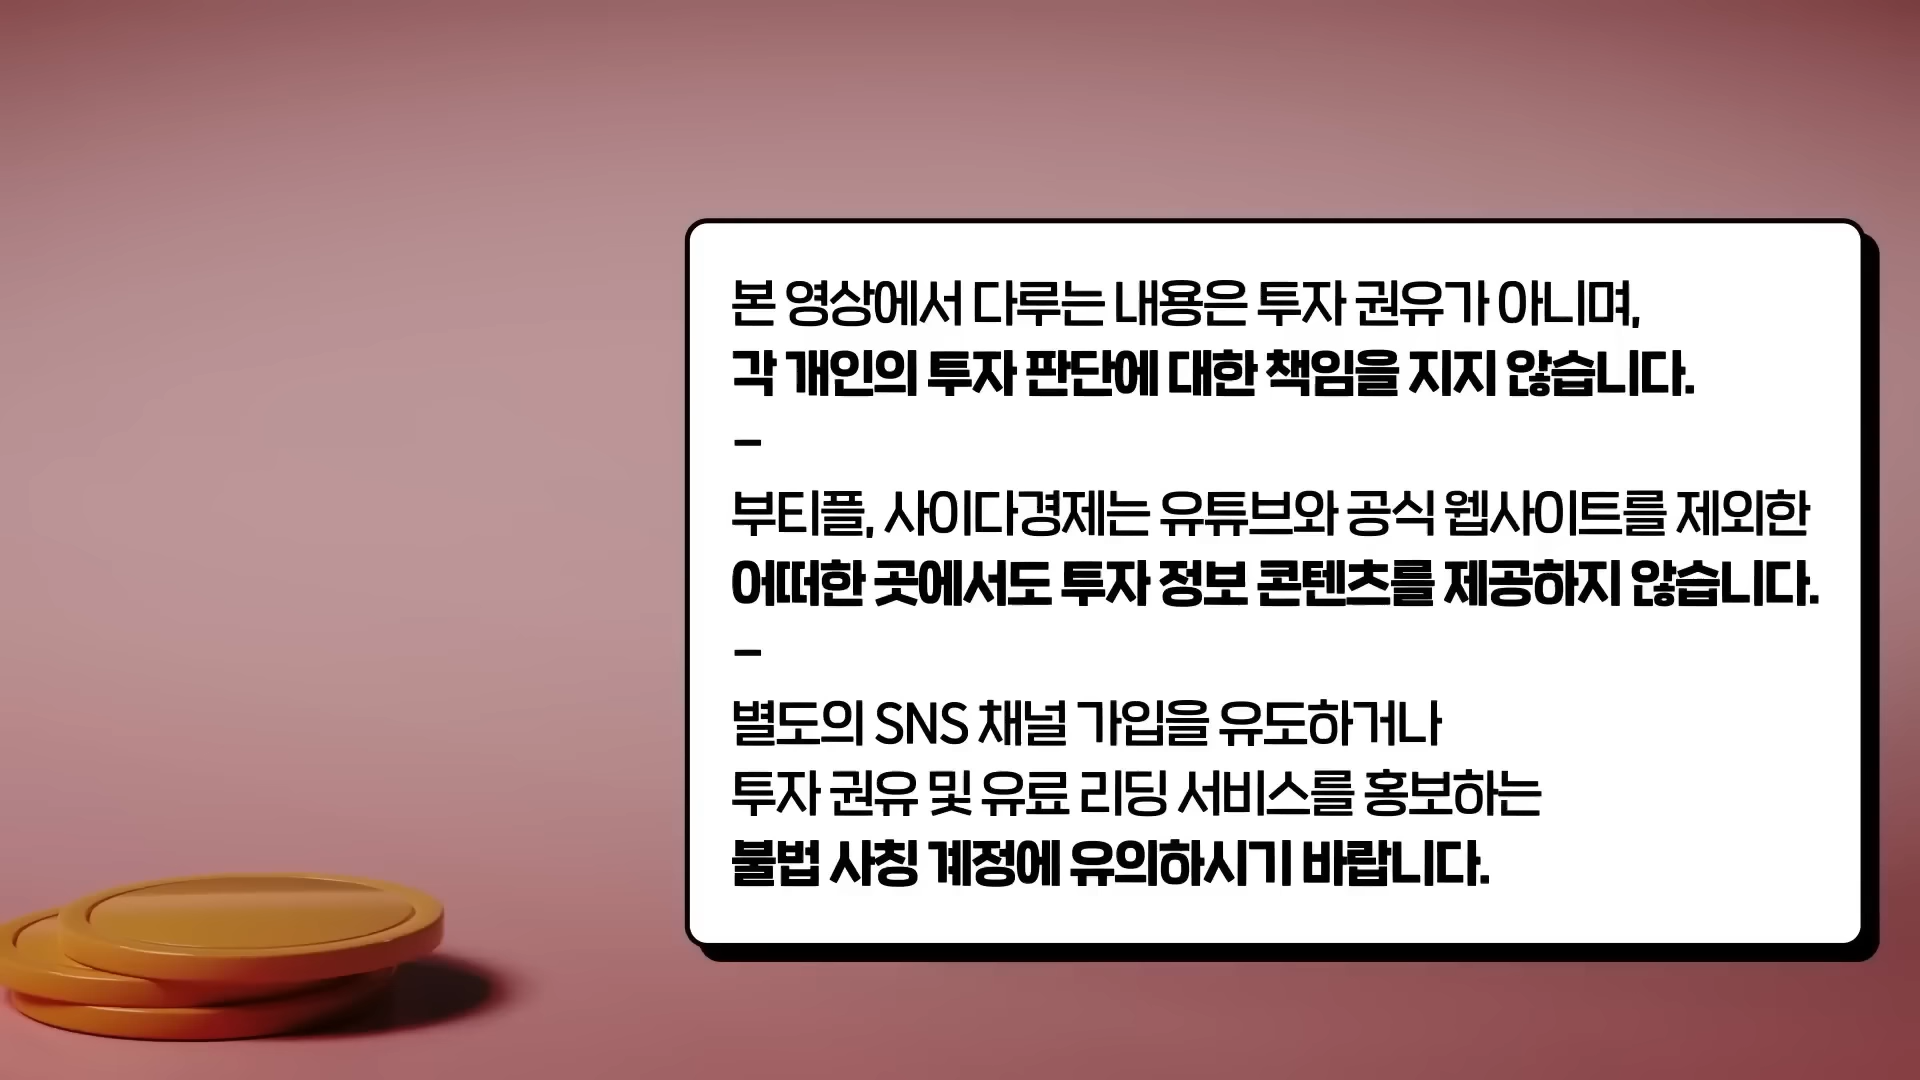 본 영상에서 다루는 내용은 투자 권유가 아니며,
각 개인의 투자 판단에 대한 책임을 지지 않습니다.
–
부티플, 사이다경제는 유튜브와 공식 웹사이트를 제외한
어떠한 곳에서도 투자 정보 콘텐츠를 제공하지 않습니다.
–
별도의 SNS 채널 가입을 유도하거나
투자 권유 및 유료 리딩 서비스를 홍보하는
불법 사칭 계정에 유의하시기 바랍니다.